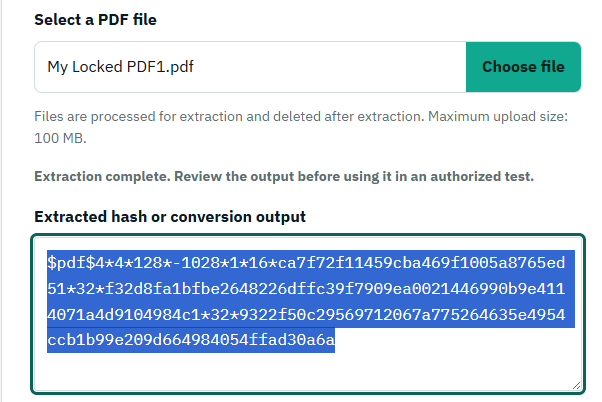 Select a PDF file
My Locked PDF1.pdf
Choose file
Files are processed for extraction and deleted after extraction. Maximum upload size:
100 MB.
Extraction complete. Review the output before using it in an authorized test.
Extracted hash or conversion output
$pdf$4*4*128*-1028*1*16*ca7f72f11459cba469f1005a8765ed
51*32*f32d8fa1bfbe2648226dffc39f7909ea0021446990b9e411
4071a4d9104984c1*32*9322f50c29569712067a775264635e4954
ccb1b99e209d664984054ffad30a6a